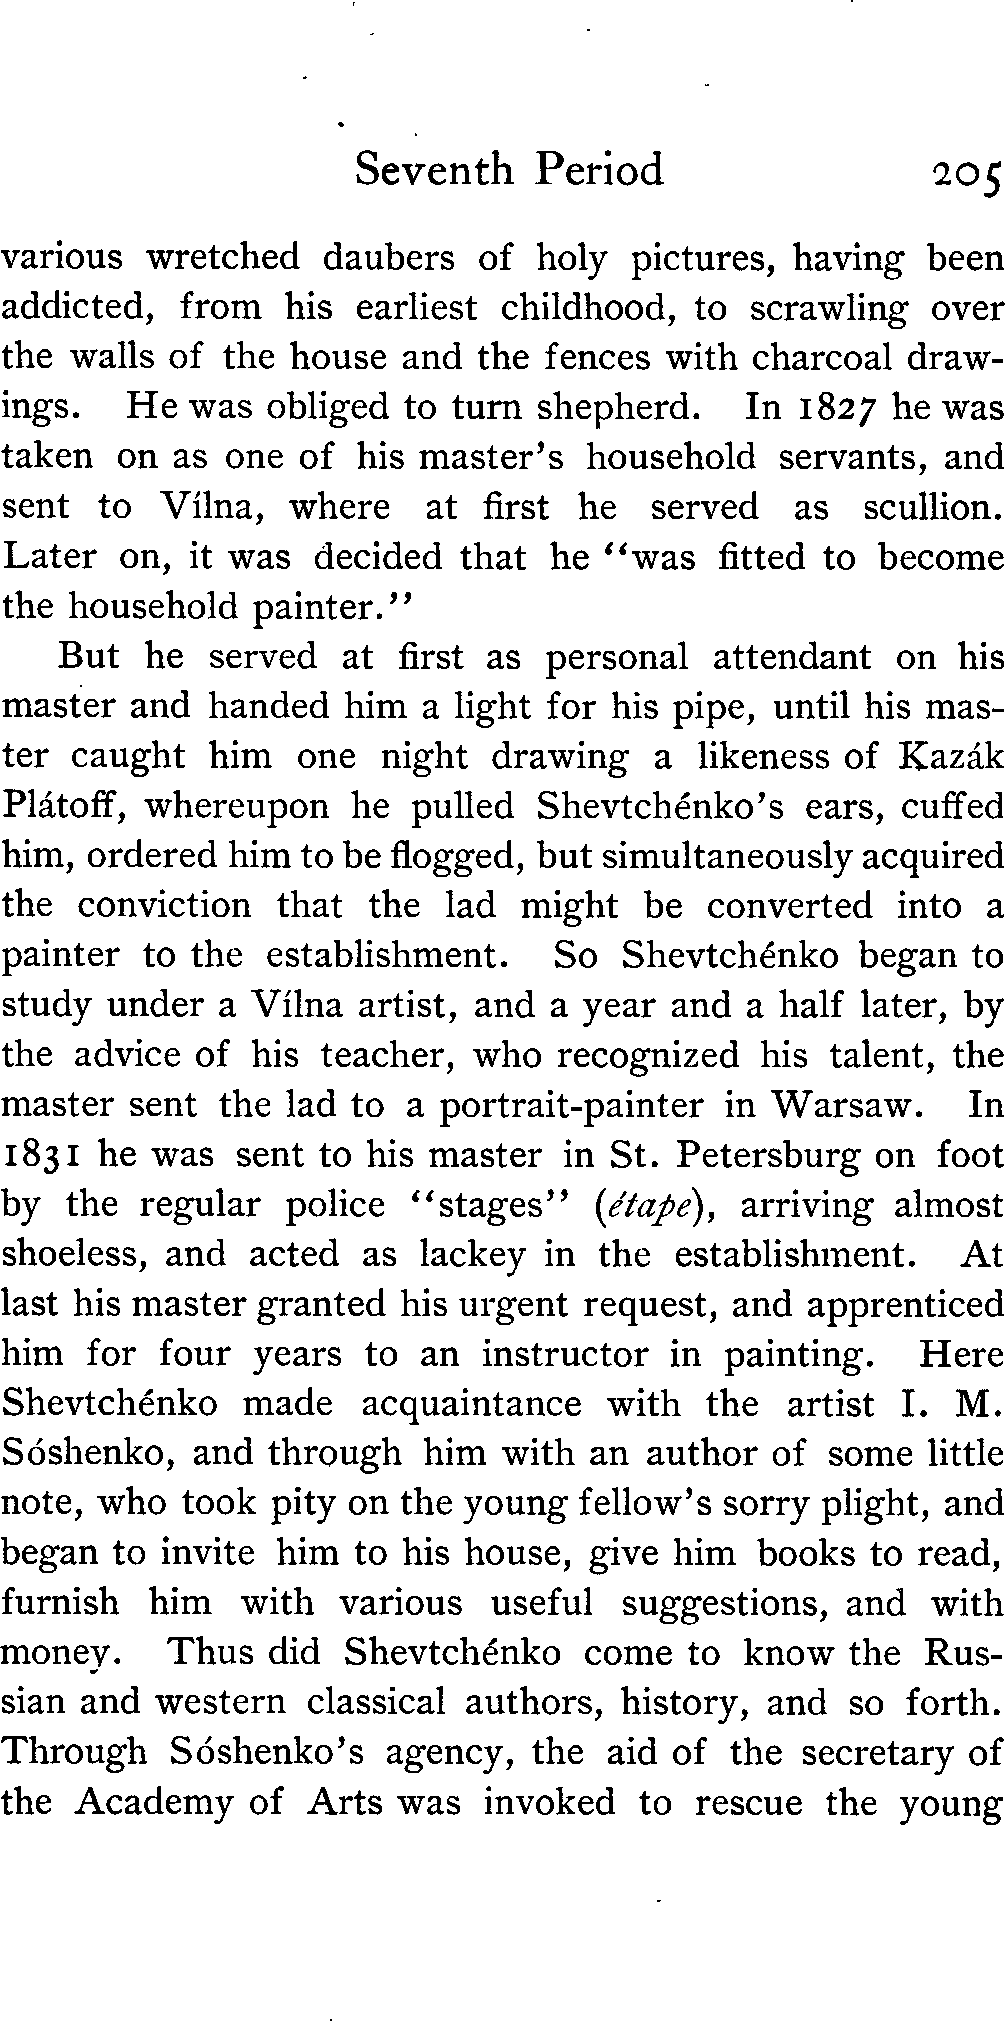 Seventh Period 205
various wretched daubers of holy pictures, having been
addicted, from his earliest childhood, to scrawling over
the walls of the house and the fences with charcoal draw-
ings. He was obliged to turn shepherd. In 1827 he was
taken on as one of his master's household servants, and
sent to Vílna, where at first he served as scullion.
Later on, it was decided that he "was fitted to become
the household painter."
But he served at first as personal attendant on his
master and handed him a light for his pipe, until his mas-
ter caught him one night drawing a likeness of Kazák
Plátoff, whereupon he pulled Shevtchénko's ears, cuffed
him, ordered him to be flogged, but simultaneously acquired
the conviction that the lad might be converted into a
painter to the establishment. So Shevtchénko began to
study under a Vílna artist, and a year and a half later, by
the advice of his teacher, who recognized his talent, the
master sent the lad to a portrait-painter in Warsaw. In
1831 he was sent to his master in St. Petersburg on foot
by the regular police "stages" (étape), arriving almost
shoeless, and acted as lackey in the establishment. At
last his master granted his urgent request, and apprenticed
him for four years to an instructor in painting. Here
Shevtchénko made acquaintance with the artist I. M.
Sóshenko, and through him with an author of some little
note, who took pity on the young fellow's sorry plight, and
began to invite him to his house, give him books to read,
furnish him with various useful suggestions, and with
money. Thus did Shevtchénko come to know the Rus-
sian and western classical authors, history, and so forth.
Through Sóshenko's agency, the aid of the secretary of
the Academy of Arts was invoked to rescue the young